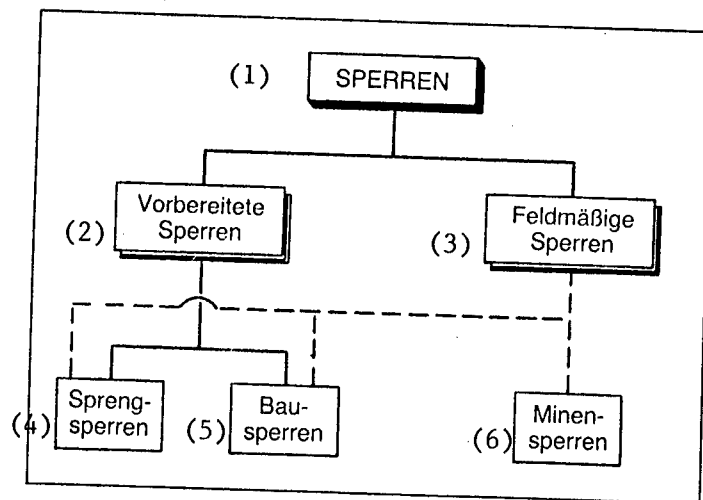 (1) SPERREN
Vorbereitete
(2) Sperren
Feldmäßige
(3) Sperren
Spreng-
(4) sperren
Bau-
(5) sperren
Minen-
(6) sperren